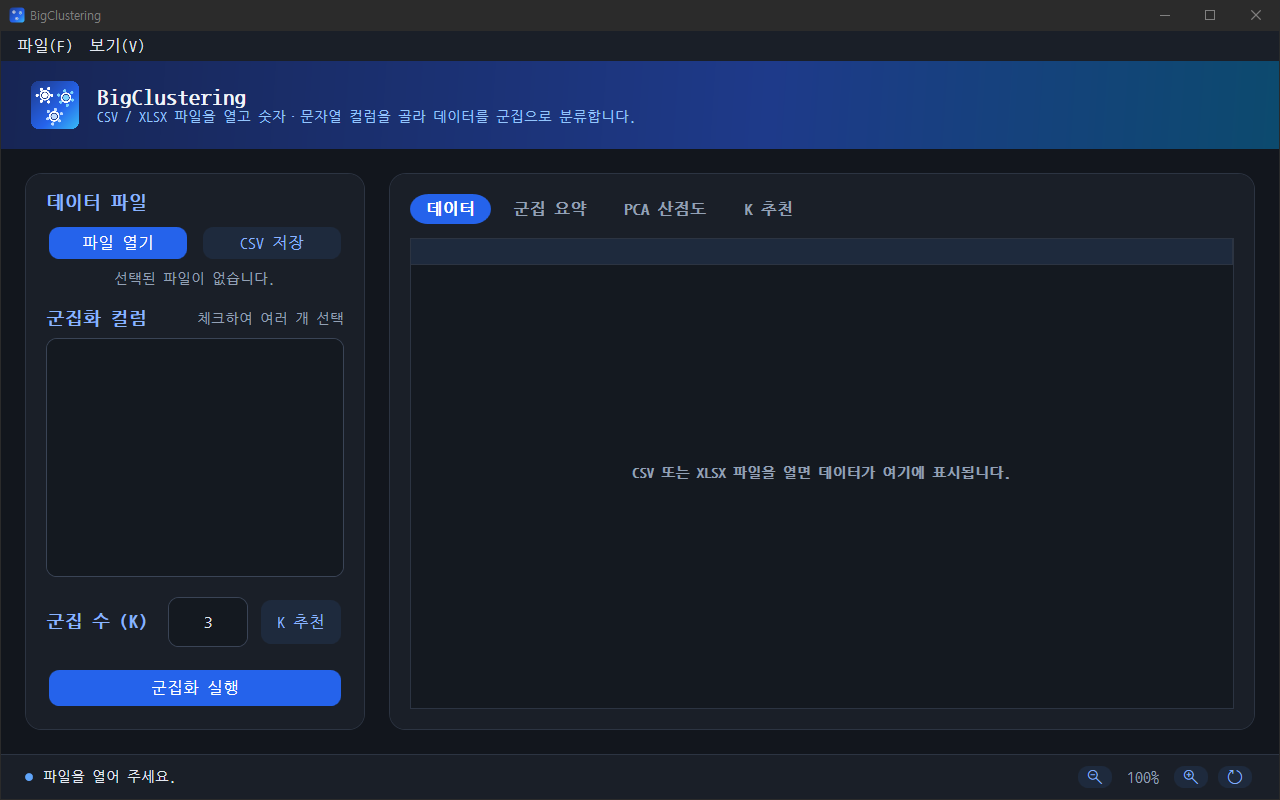 BigClustering
파일(F) 보기(V)
BigClustering
CSV / XLSX 파일을 열고 숫자·문자열 컬럼을 골라 데이터를 군집으로 분류합니다.
데이터 파일
파일 열기 CSV 저장
선택된 파일이 없습니다.
군집화 컬럼 체크하여 여러 개 선택
군집 수 (K) 3 K 추천
군집화 실행
데이터 군집 요약 PCA 산점도 K 추천
CSV 또는 XLSX 파일을 열면 데이터가 여기에 표시됩니다.
파일을 열어 주세요.
100%